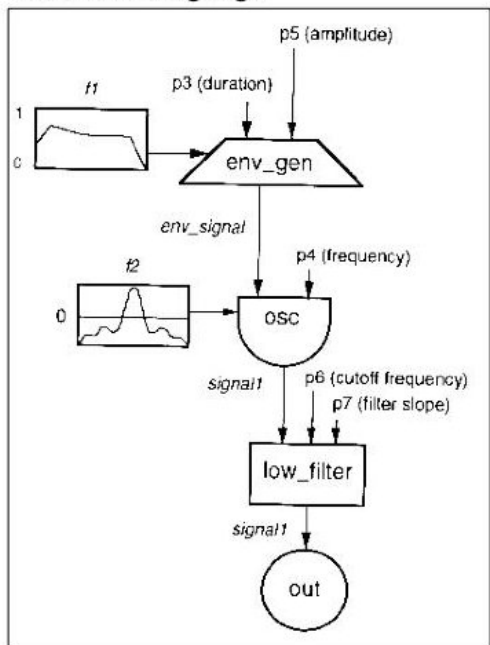 p5 (amplitude)
p3 (duration)
f1
1
0
env_gen
env_signal
p4 (frequency)
f2
0
osc
signal1
p6 (cutoff frequency)
p7 (filter slope)
low_filter
signal1
out